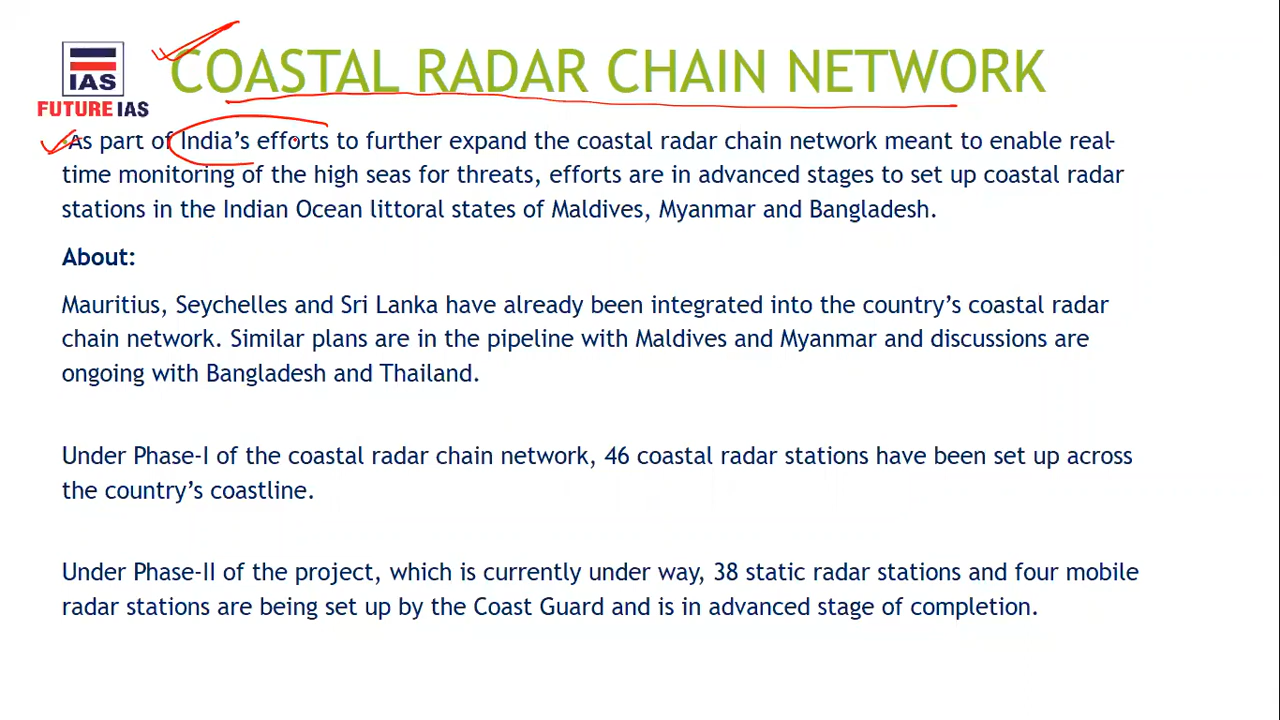 IAS
FUTURE IAS
COASTAL RADAR CHAIN NETWORK
As part of India's efforts to further expand the coastal radar chain network meant to enable real-
time monitoring of the high seas for threats, efforts are in advanced stages to set up coastal radar
stations in the Indian Ocean littoral states of Maldives, Myanmar and Bangladesh.
About:
Mauritius, Seychelles and Sri Lanka have already been integrated into the country's coastal radar
chain network. Similar plans are in the pipeline with Maldives and Myanmar and discussions are
ongoing with Bangladesh and Thailand.
Under Phase-I of the coastal radar chain network, 46 coastal radar stations have been set up across
the country's coastline.
Under Phase-II of the project, which is currently under way, 38 static radar stations and four mobile
radar stations are being set up by the Coast Guard and is in advanced stage of completion.